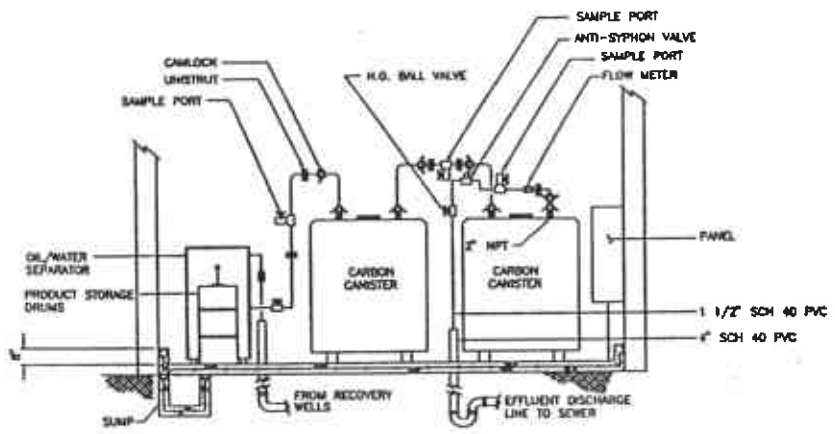 SAMPLE PORT
ANTI-SYPHON VALVE
SAMPLE PORT
FLOW METER
CAMLOCK
UNISTRUT
SAMPLE PORT
H.O. BALL VALVE
2" NPT
OIL/WATER
SEPARATOR
PRODUCT STORAGE
DRUMS
CARBON
CANISTER
CARBON
CANISTER
PANEL
1 1/2" SCH 40 PVC
SCH 40 PVC
SUMP
FROM RECOVERY
WELLS
EFFLUENT DISCHARGE
LINE TO SEWER